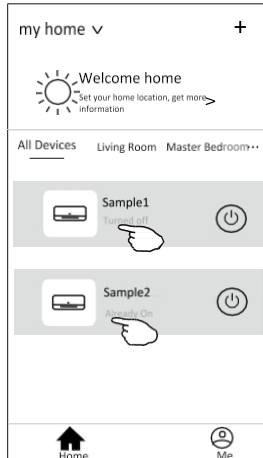 my home
+
Welcome home
Set your home location, get more
information
>
All Devices Living Room Master Bedroom···
Sample1
Turned off
Sample2
Already On
Home Me